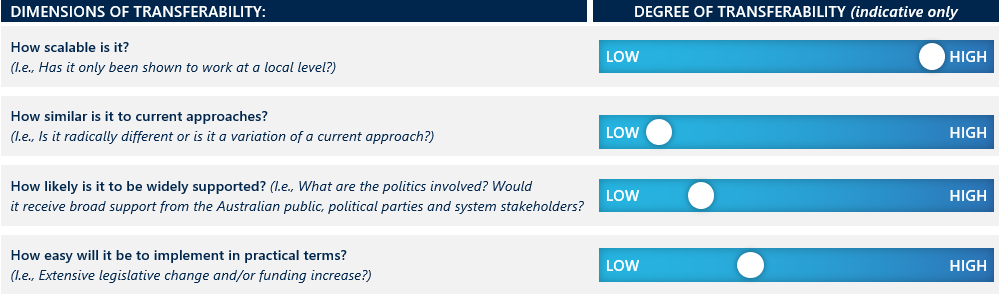 DIMENSIONS OF TRANSFERABILITY:
DEGREE OF TRANSFERABILITY (indicative only
How scalable is it?
(I.e., Has it only been shown to work at a local level?)
LOW HIGH
How similar is it to current approaches?
(I.e., Is it radically different or is it a variation of a current approach?)
LOW HIGH
How likely is it to be widely supported? (I.e., What are the politics involved? Would
it receive broad support from the Australian public, political parties and system stakeholders?
LOW HIGH
How easy will it be to implement in practical terms?
(I.e., Extensive legislative change and/or funding increase?)
LOW HIGH